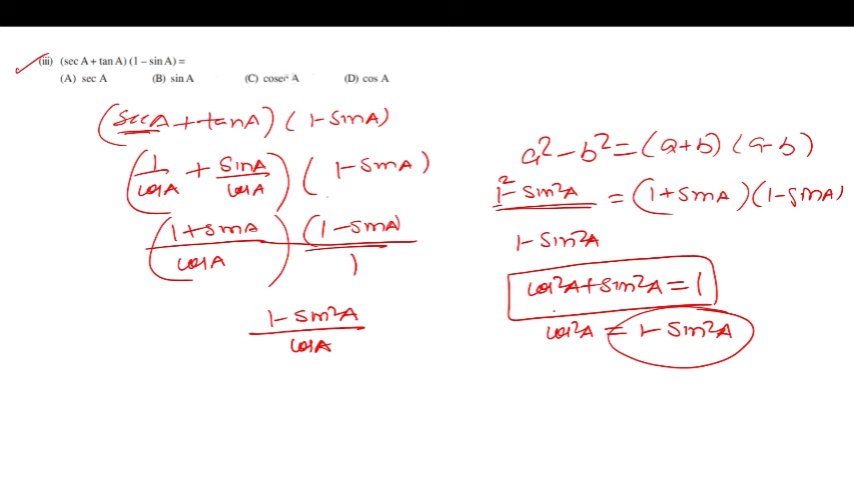 (iii) (sec A + tan A) (1 – sin A) =
(A) sec A (B) sin A (C) cosec A (D) cos A
(secA + tanA) (1-sinA)
(1/cosA + sinA/cosA) (1-sinA)
(1+sinA/cosA) (1-sinA)/1
1-sin²A/cosA
a²-b² = (a+b) (a-b)
1²-sin²A = (1+sinA) (1-sinA)
1-sin²A
cos²A+sin²A=1
cos²A = 1-sin²A